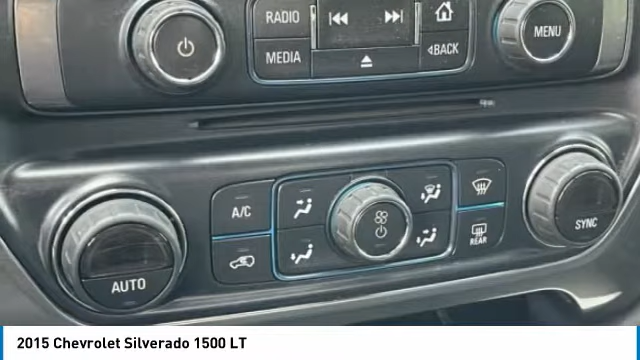 RADIO
MEDIA
BACK
MENU
A/C
AUTO
REAR
SYNC
2015 Chevrolet Silverado 1500 LT